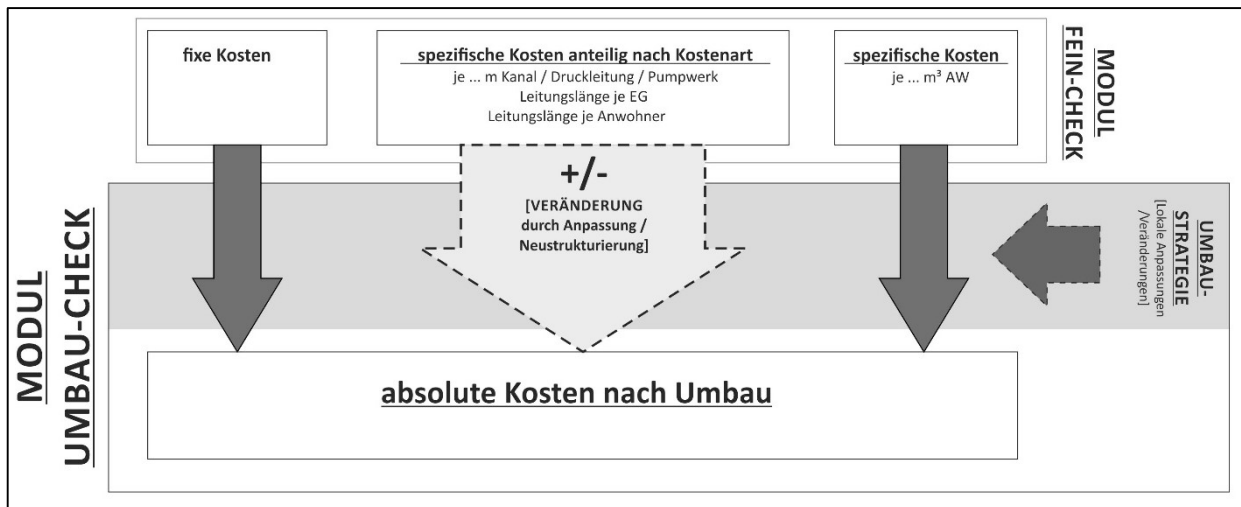 fixe Kosten
spezifische Kosten anteilig nach Kostenart
je ... m Kanal / Druckleitung / Pumpwerk
Leitungslänge je EG
Leitungslänge je Anwohner
spezifische Kosten
je ... m³ AW
MODUL
FEIN-CHECK
+/-
[VERÄNDERUNG
durch Anpassung /
Neustrukturierung]
UMBAU-
STRATEGIE
[Lokale Anpassungen
/Veränderungen]
MODUL
UMBAU-CHECK
absolute Kosten nach Umbau